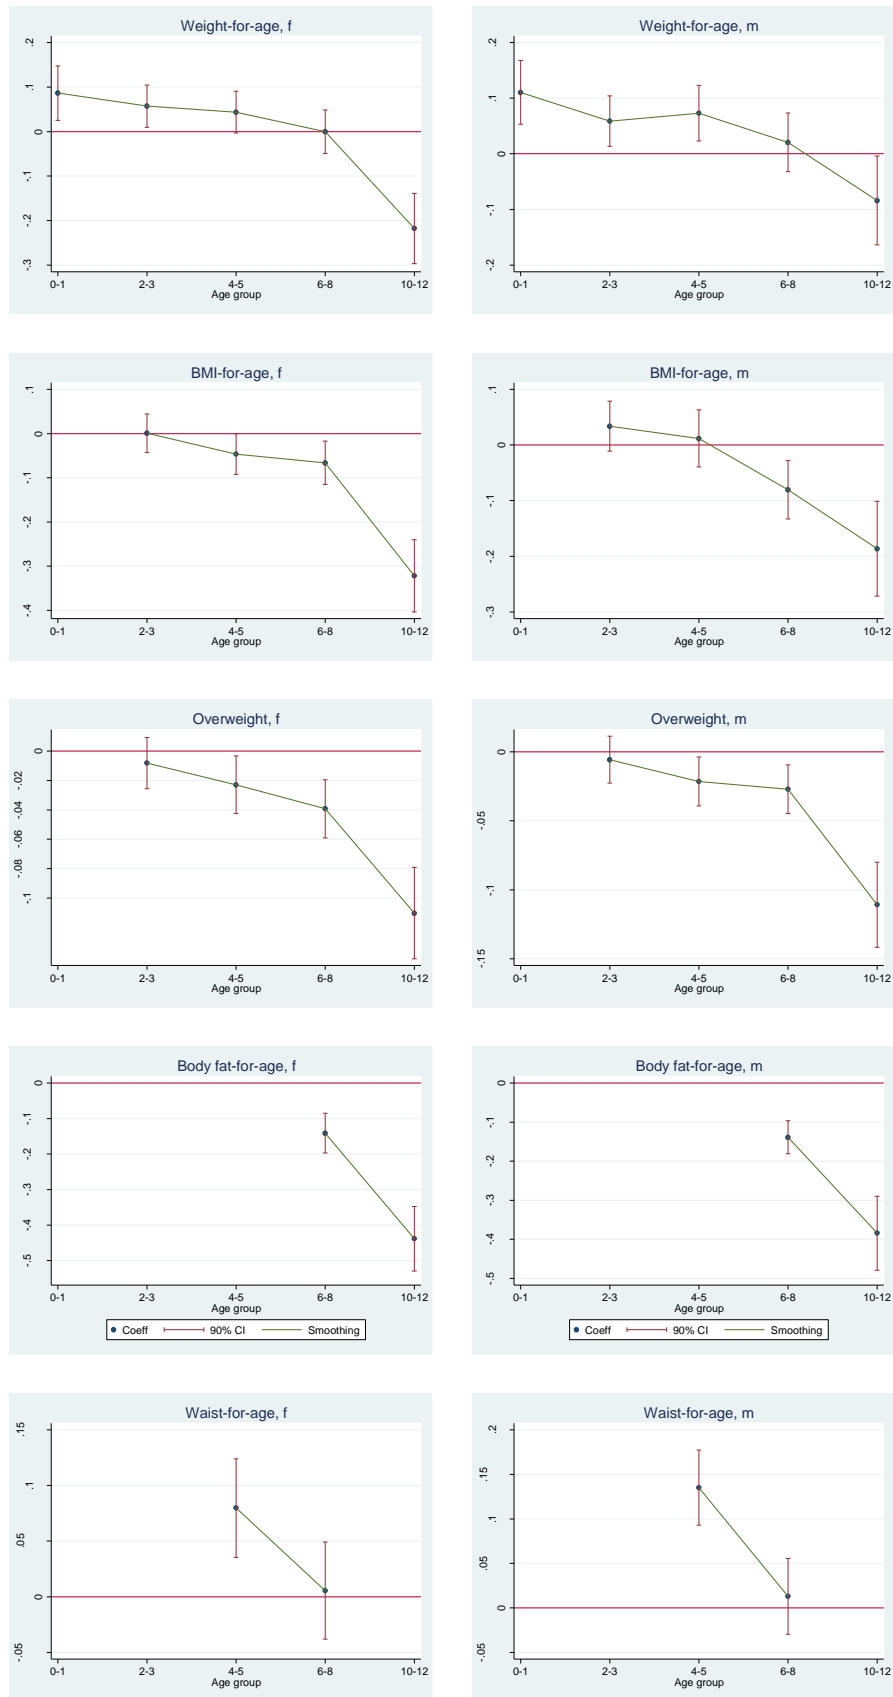 Weight-for-age, f
.2
.1
0
-.1
-.2
-.3
0-1 2-3 4-5 6-8 10-12
Age group
Weight-for-age, m
.2
.1
0
-.1
-.2
0-1 2-3 4-5 6-8 10-12
Age group
BMI-for-age, f
.1
0
-.1
-.2
-.3
-.4
0-1 2-3 4-5 6-8 10-12
Age group
BMI-for-age, m
.1
0
-.1
-.2
-.3
0-1 2-3 4-5 6-8 10-12
Age group
Overweight, f
0
-.02
-.04
-.06
-.08
-.1
0-1 2-3 4-5 6-8 10-12
Age group
Overweight, m
0
-.05
-.1
-.15
0-1 2-3 4-5 6-8 10-12
Age group
Body fat-for-age, f
0
-.1
-.2
-.3
-.4
-.5
0-1 2-3 4-5 6-8 10-12
Age group
Coeff 90% CI Smoothing
Body fat-for-age, m
0
-.1
-.2
-.3
-.4
-.5
0-1 2-3 4-5 6-8 10-12
Age group
Coeff 90% CI Smoothing
Waist-for-age, f
.15
.1
.05
0
-.05
0-1 2-3 4-5 6-8 10-12
Age group
Waist-for-age, m
.2
.15
.1
.05
0
-.05
0-1 2-3 4-5 6-8 10-12
Age group